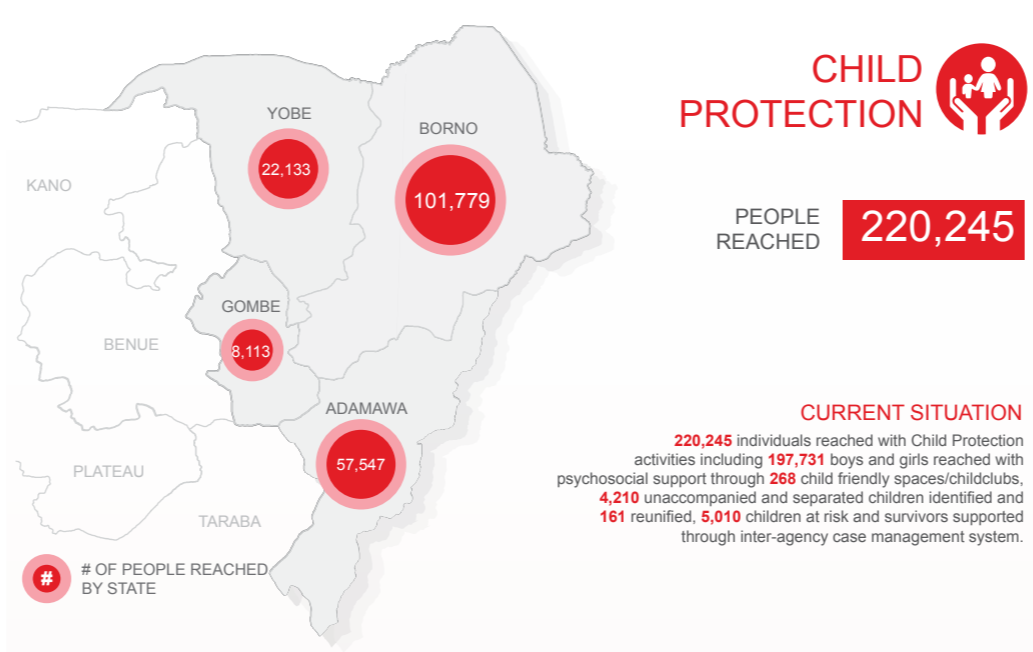 CHILD
PROTECTION
YOBE
22,133
BORNO
101,779
KANO
PEOPLE
REACHED
220,245
GOMBE
8,113
BENUE
ADAMAWA
57,547
PLATEAU
TARABA
CURRENT SITUATION
220,245 individuals reached with Child Protection
activities including 197,731 boys and girls reached with
psychosocial support through 268 child friendly spaces/childclubs,
4,210 unaccompanied and separated children identified and
161 reunified, 5,010 children at risk and survivors supported
through inter-agency case management system.
#
# OF PEOPLE REACHED
BY STATE